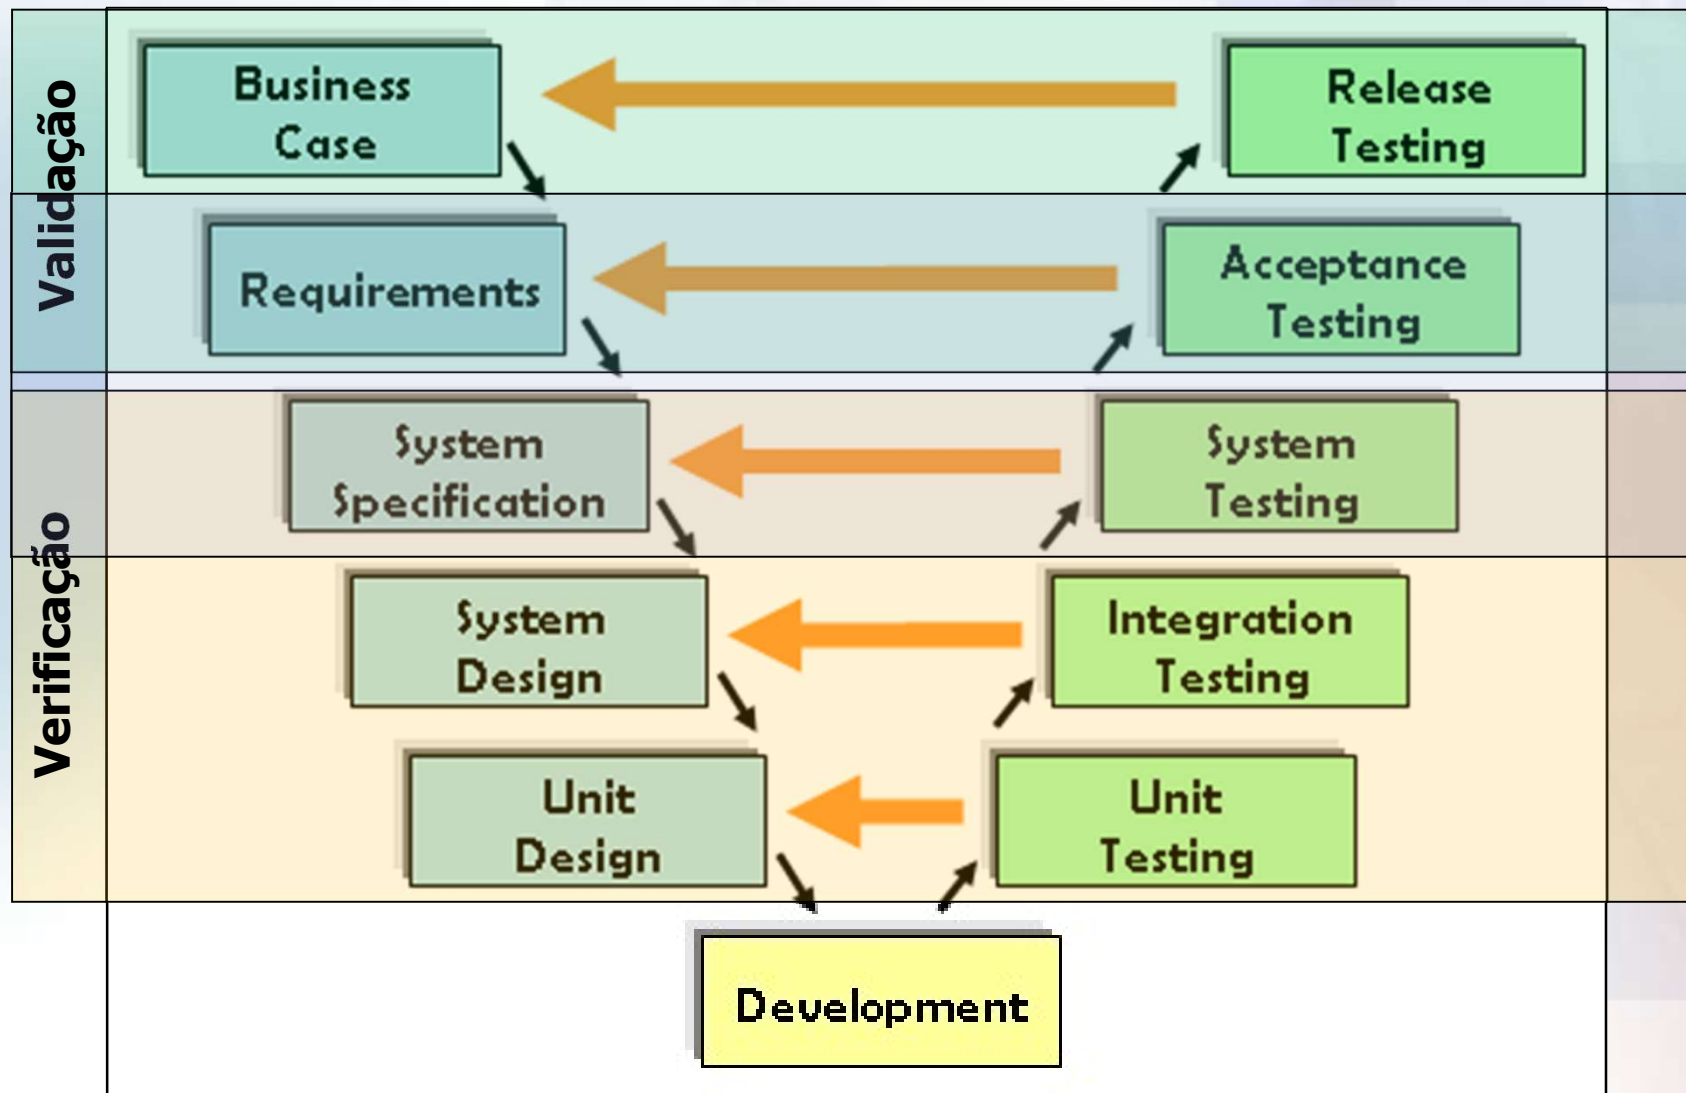 Validação
Business
Case
Release
Testing
Requirements
Acceptance
Testing
Verificação
System
Specification
System
Testing
System
Design
Integration
Testing
Unit
Design
Unit
Testing
Development